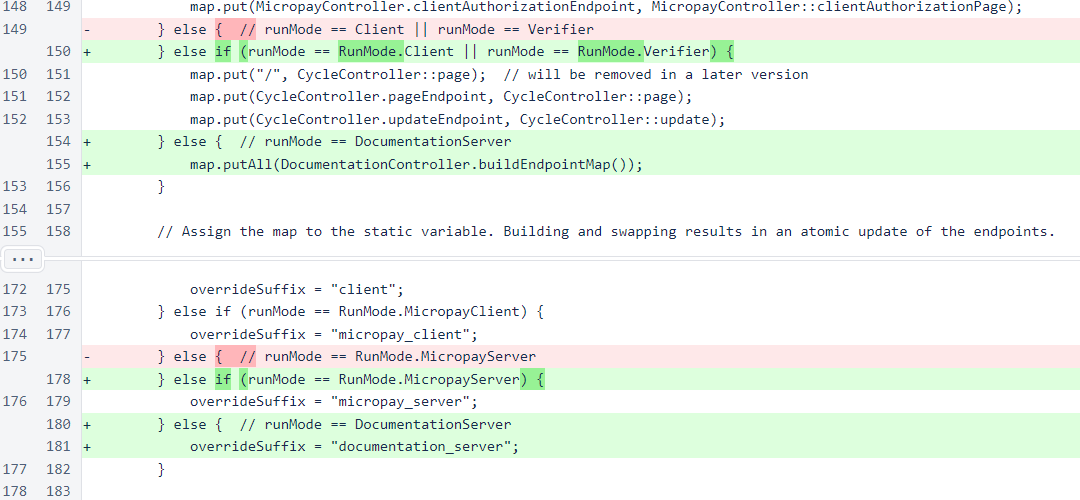 148 149 map.put(MicropayController.clientAuthorizationEndpoint, MicropayController::clientAuthorizationPage);
149 - } else {  // runMode == Client || runMode == Verifier
150 + } else if (runMode == RunMode.Client || runMode == RunMode.Verifier) {
150 151 map.put("/", CycleController::page);  // will be removed in a later version
151 152 map.put(CycleController.pageEndpoint, CycleController::page);
152 153 map.put(CycleController.updateEndpoint, CycleController::update);
154 + } else {  // runMode == DocumentationServer
155 + map.putAll(DocumentationController.buildEndpointMap());
153 156 }
154 157
155 158 // Assign the map to the static variable. Building and swapping results in an atomic update of the endpoints.
...
172 175 overrideSuffix = "client";
173 176 } else if (runMode == RunMode.MicropayClient) {
174 177 overrideSuffix = "micropay_client";
175 - } else {  // runMode == RunMode.MicropayServer
178 + } else if (runMode == RunMode.MicropayServer) {
176 179 overrideSuffix = "micropay_server";
180 + } else {  // runMode == DocumentationServer
181 + overrideSuffix = "documentation_server";
177 182 }
178 183